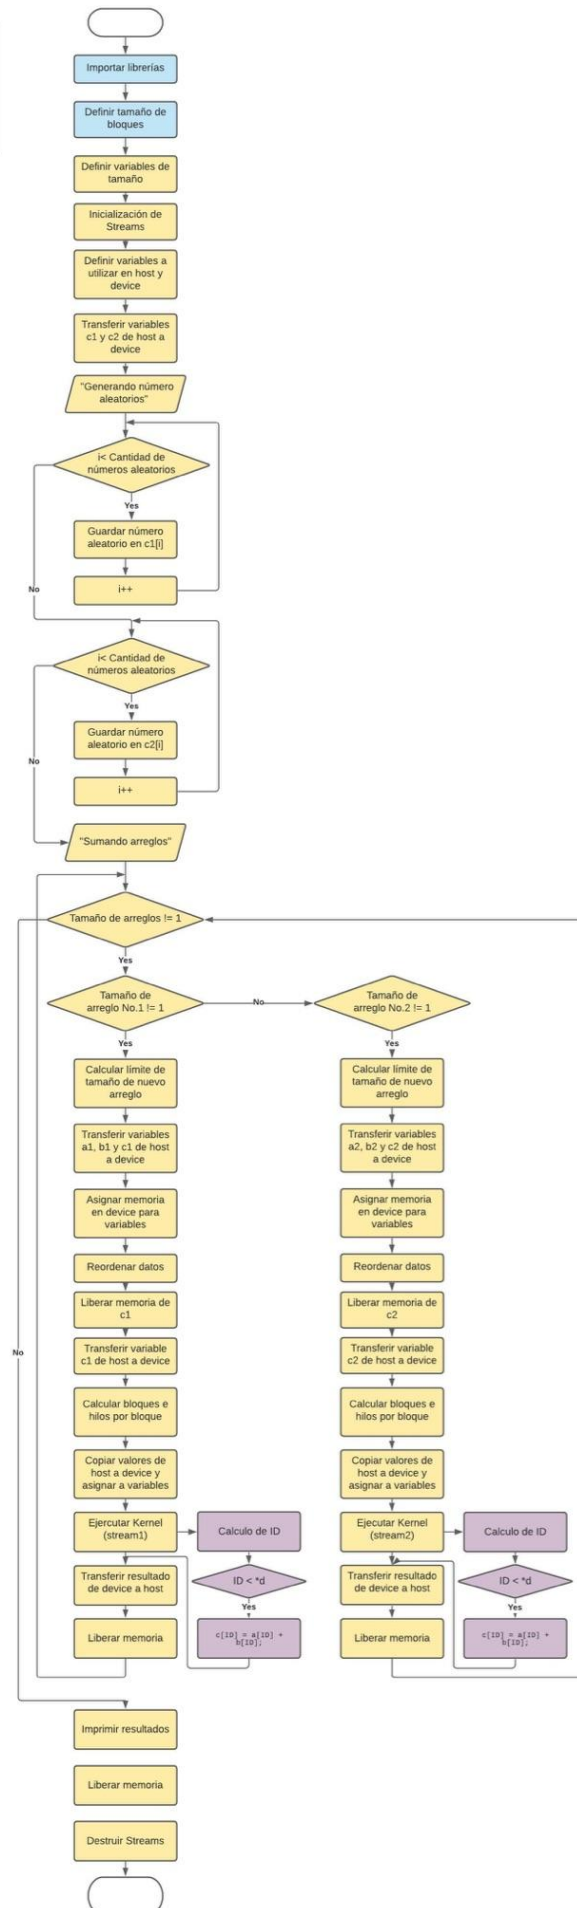 Importar librerías
Definir tamaño de
bloques
Definir variables de
tamaño
Inicialización de
Streams
Definir variables a
utilizar en host y
device
Transferir variables
c1 y c2 de host a
device
"Generando número
aleatorios"
i< Cantidad de
números aleatorios
Yes
Guardar número
aleatorio en c1[i]
i++
No
i< Cantidad de
números aleatorios
Yes
Guardar número
aleatorio en c2[i]
i++
No
"Sumando arreglos"
Tamaño de arreglos != 1
Yes
No
Tamaño de
arreglo No.1 != 1
No
Yes
Calcular límite de
tamaño de nuevo
arreglo
Transferir variables
a1, b1 y c1 de host
a device
Asignar memoria
en device para
variables
Reordenar datos
Liberar memoria de
c1
Transferir variable
c1 de host a device
Calcular bloques e
hilos por bloque
Copiar valores de
host a device y
asignar a variables
Ejercutar Kernel
(stream1)
Calculo de ID
ID < *d
Yes
c[ID] = a[ID] +
b[ID];
Transferir resultado
de device a host
Liberar memoria
Tamaño de
arreglo No.2 != 1
Yes
Calcular límite de
tamaño de nuevo
arreglo
Transferir variables
a2, b2 y c2 de host
a device
Asignar memoria
en device para
variables
Reordenar datos
Liberar memoria de
c2
Transferir variable
c2 de host a device
Calcular bloques e
hilos por bloque
Copiar valores de
host a device y
asignar a variables
Ejecutar Kernel
(stream2)
Calculo de ID
ID < *d
Yes
c[ID] = a[ID] +
b[ID];
Transferir resultado
de device a host
Liberar memoria
Imprimir resultados
Liberar memoria
Destruir Streams